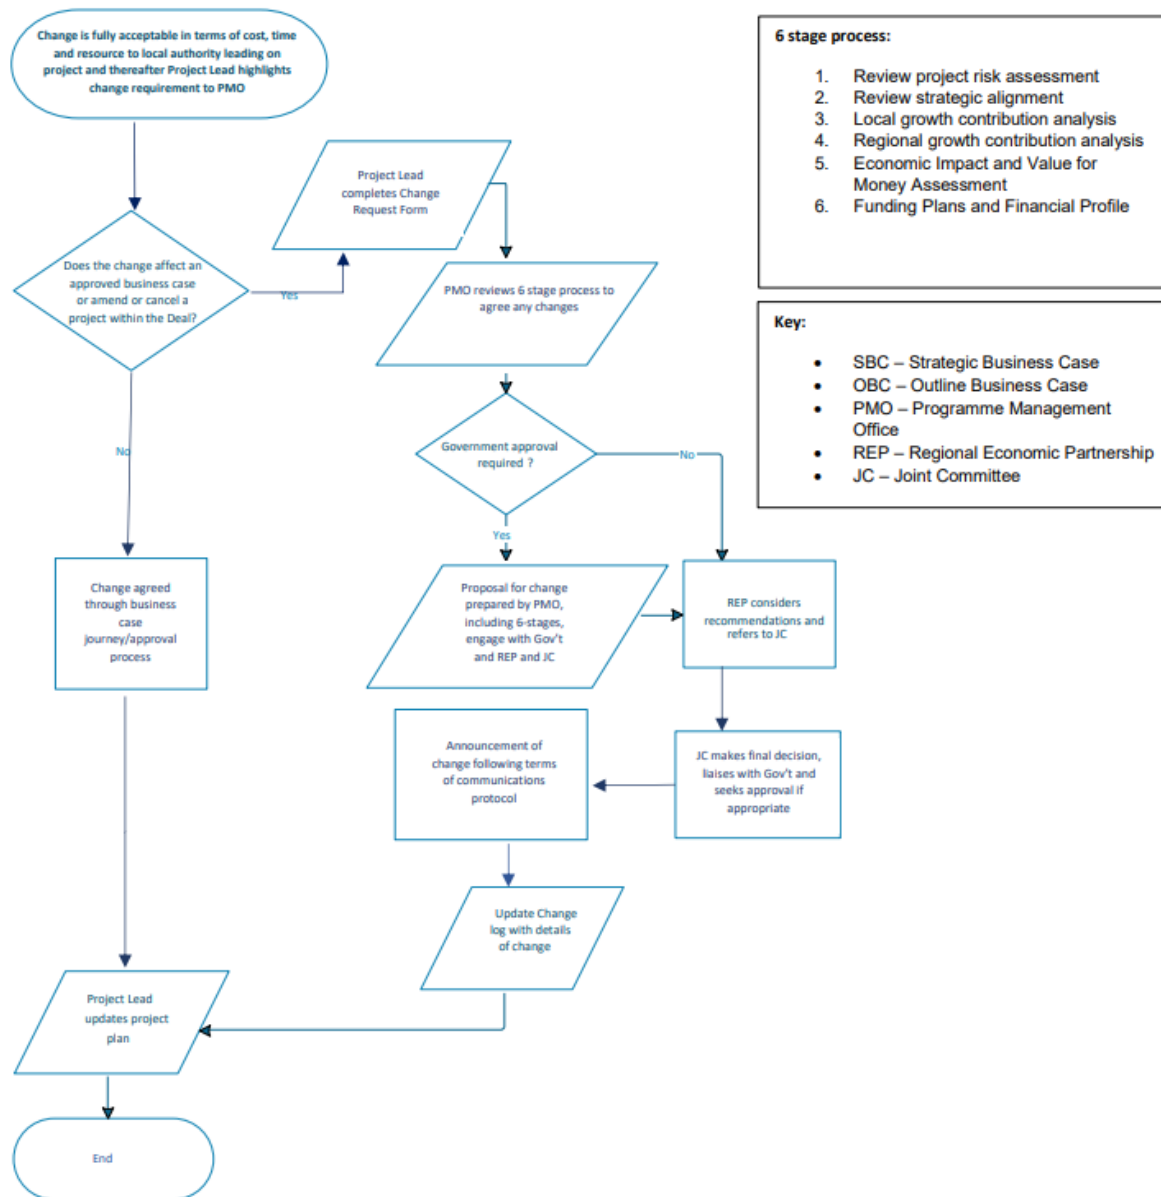 Change is fully acceptable in terms of cost, time
and resource to local authority leading on
project and thereafter Project Lead highlights
change requirement to PMO
Project Lead
completes Change
Request Form
Does the change affect an
approved business case
or amend or cancel a
project within the Deal?
Yes
PMO reviews 6 stage process to
agree any changes
No
Government approval
required ?
No
Yes
Change agreed
through business
case
journey/approval
process
Proposal for change
prepared by PMO,
including 6-stages,
engage with Gov't
and REP and JC
REP considers
recommendations and
refers to JC
Announcement of
change following terms
of communications
protocol
JC makes final decision,
liaises with Gov't and
seeks approval if
appropriate
Update Change
log with details
of change
Project Lead
updates project
plan
End
6 stage process:
1. Review project risk assessment
2. Review strategic alignment
3. Local growth contribution analysis
4. Regional growth contribution analysis
5. Economic Impact and Value for
Money Assessment
6. Funding Plans and Financial Profile
Key:
• SBC – Strategic Business Case
• OBC – Outline Business Case
• PMO – Programme Management
Office
• REP – Regional Economic Partnership
• JC – Joint Committee